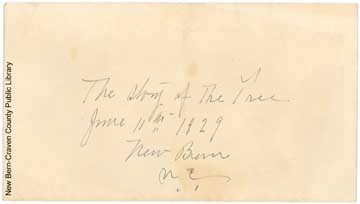 New Bern-Craven County Public Library
The Story of The Tree
June 11th 1929
New Bern
N.C.